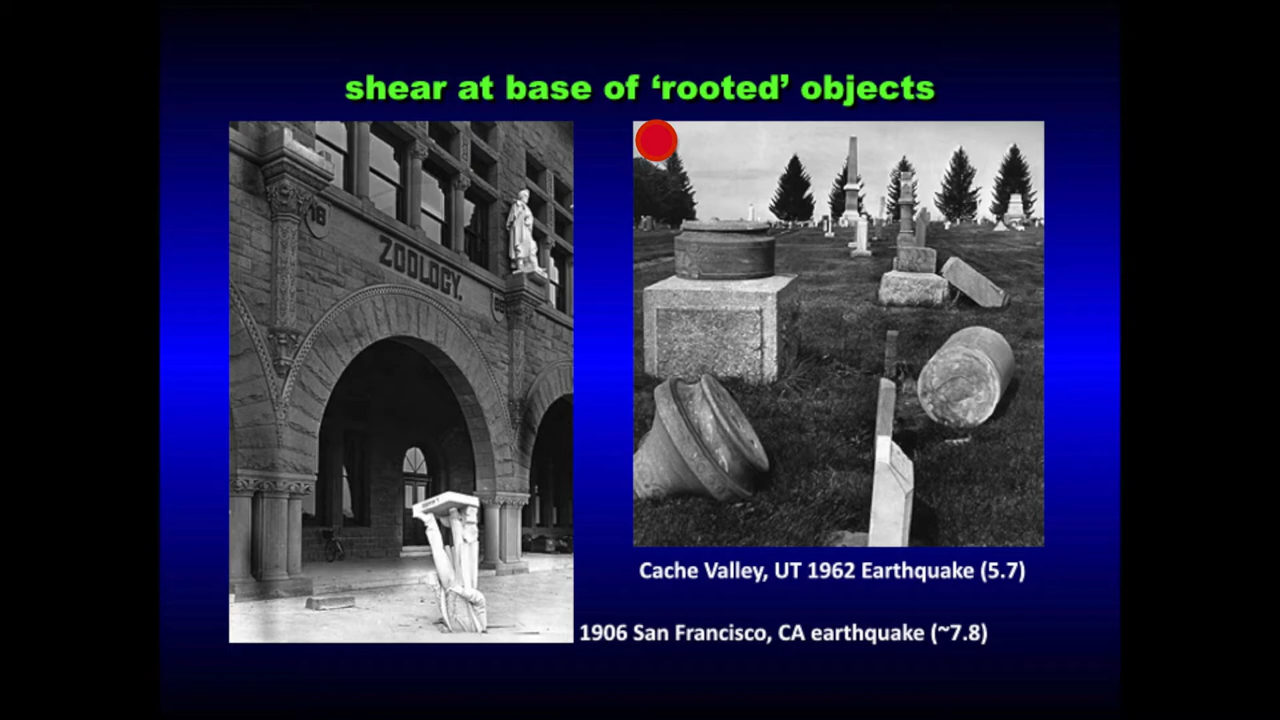 shear at base of ‘rooted’ objects
ZOOLOGY.
Cache Valley, UT 1962 Earthquake (5.7)
1906 San Francisco, CA earthquake (~7.8)